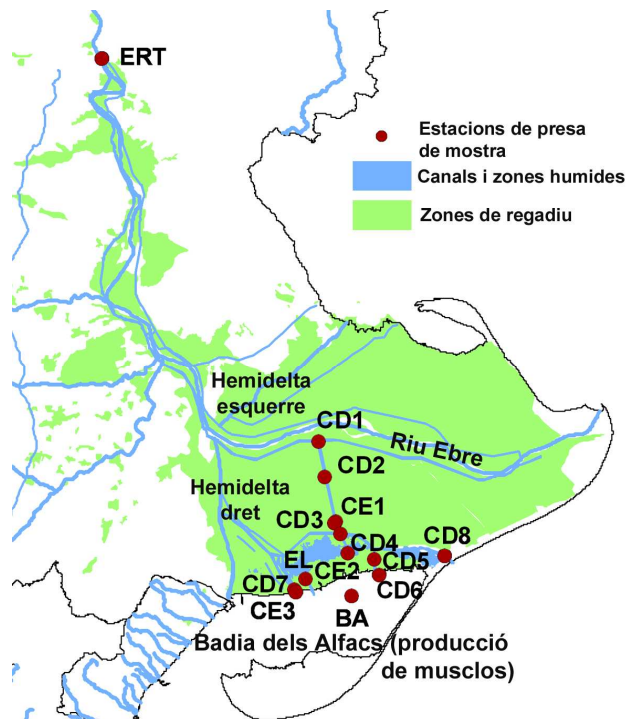 ERT
Estacions de presa
de mostra
Canals i zones humides
Zones de regadiu
Hemidelta
esquerre
CD1
Riu Ebre
CD2
Hemidelta
dret
CE1
CD3
CD4
CD8
EL
CE2
CD5
CD7
CD6
CE3
BA
Badia dels Alfacs (producció
de musclos)